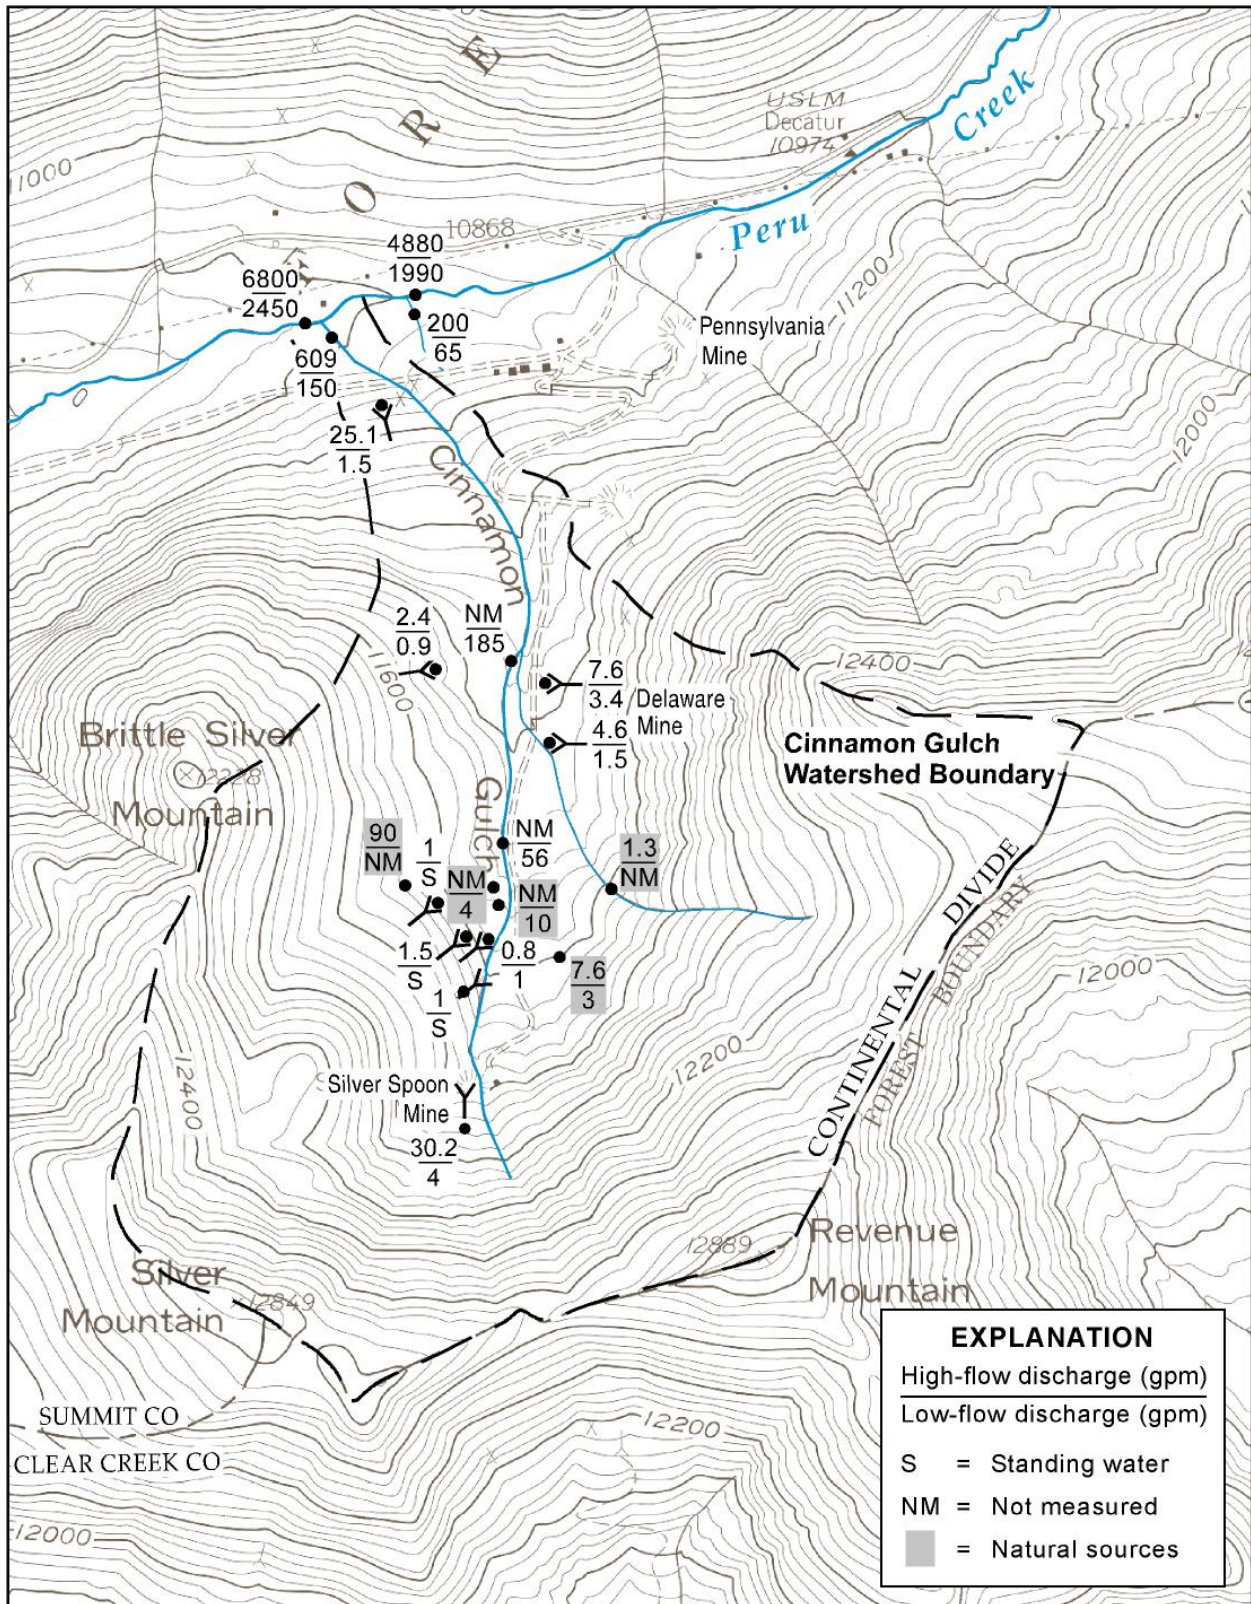 E
R
O
F
USLM
Decatur
10974
Creek
Peru
11000
10868
4880
1990
6800
2450
200
65
609
150
11200
Pennsylvania
Mine
12000
25.1
1.5
Cinnamon
Gulch
2.4
0.9
NM
185
11600
12400
7.6
3.4
Delaware
Mine
4.6
1.5
Brittle Silver
12228
Mountain
Cinnamon Gulch
Watershed Boundary
90
NM
1
S
NM
4
NM
56
NM
10
1.3
NM
1.5
S
0.8
1
7.6
3
1
S
CONTINENTAL DIVIDE
FOREST BOUNDARY
12000
12400
12200
Silver Spoon
Mine
30.2
4
Revenue
Mountain
12889
Silver
Mountain
12849
SUMMIT CO
CLEAR CREEK CO
12200
12000
EXPLANATION
High-flow discharge (gpm)
Low-flow discharge (gpm)
S = Standing water
NM = Not measured
= Natural sources